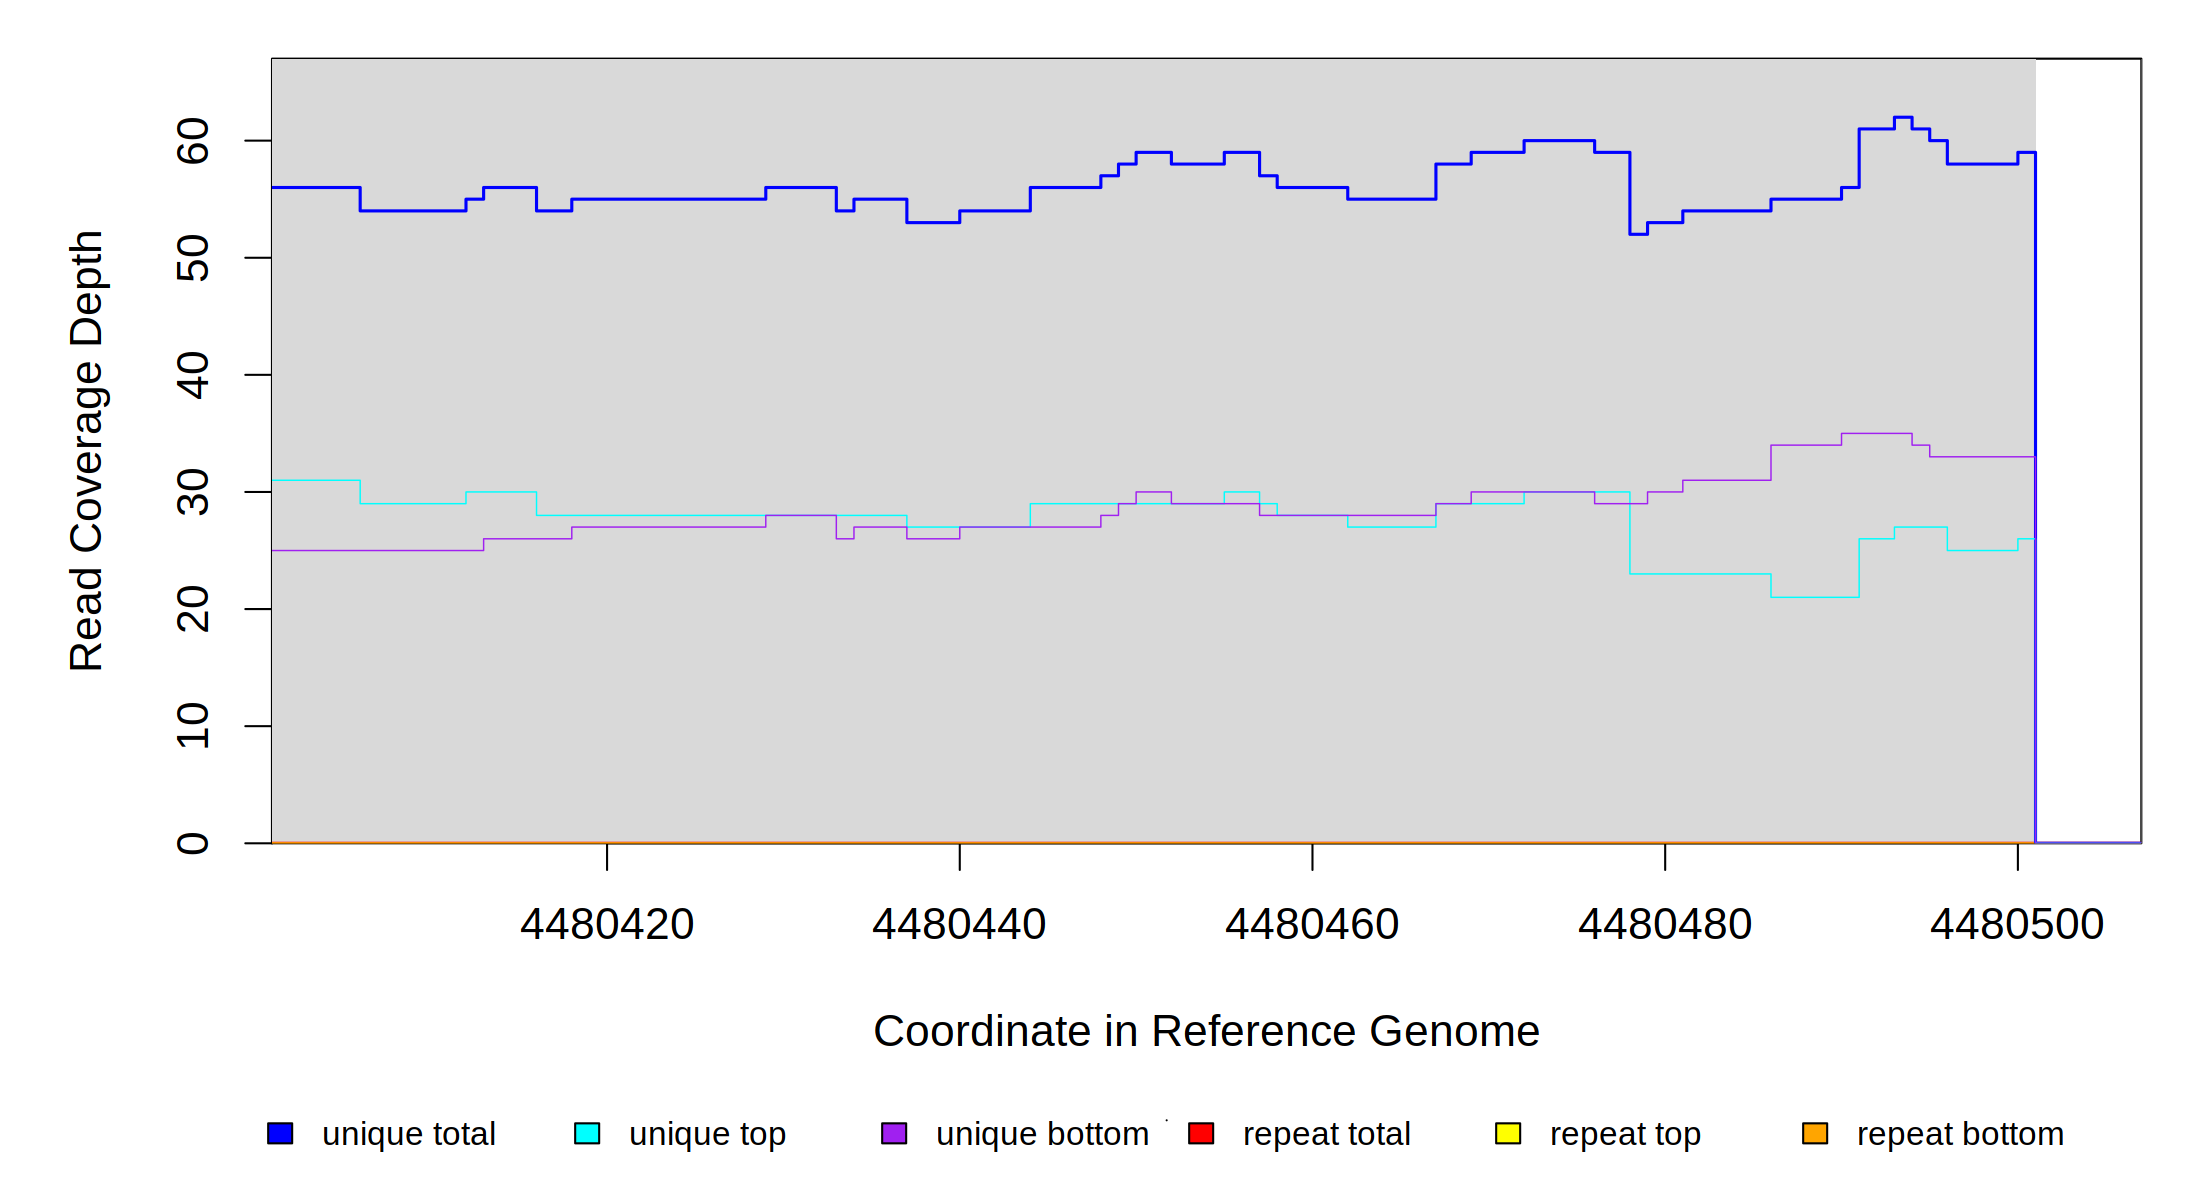 Read Coverage Depth
60
50
40
30
20
10
0
4480420 4480440 4480460 4480480 4480500
Coordinate in Reference Genome
unique total unique top unique bottom repeat total repeat top repeat bottom